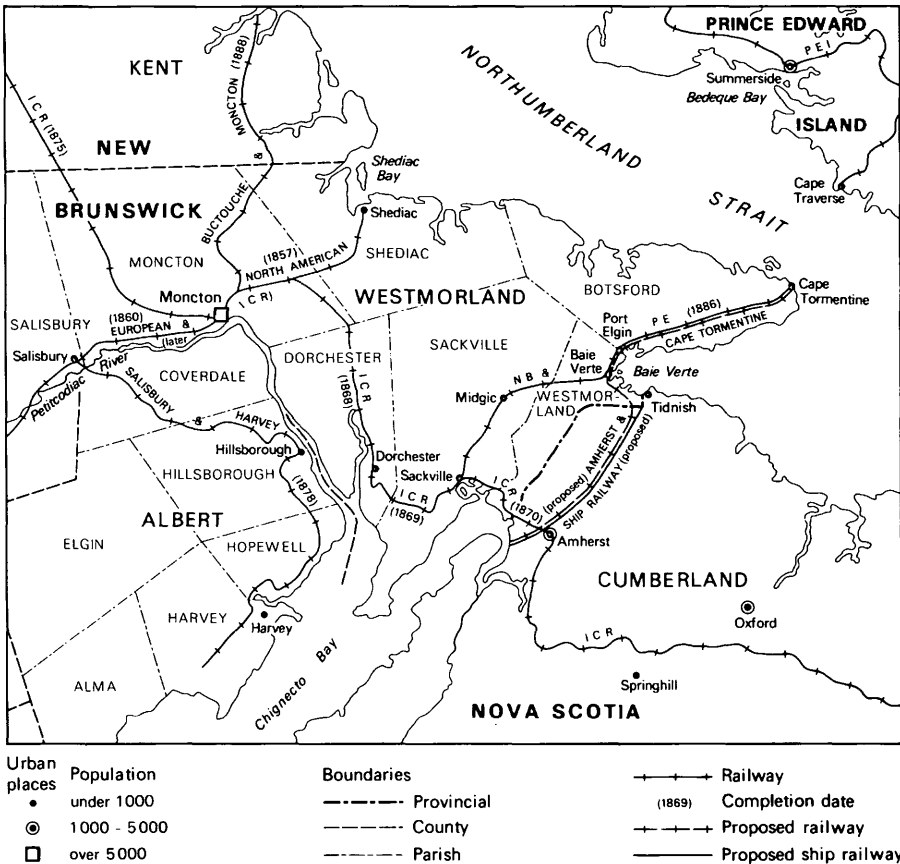 PRINCE EDWARD
PEI
Summerside
Bedeque Bay
ISLAND
Cape
Traverse
NORTHUMBERLAND
STRAIT
KENT
MONCTON (1888)
BUCTOUCHE &
ICR (1875)
NEW
BRUNSWICK
Shediac
Bay
Shediac
(1857)
NORTH AMERICAN
SHEDIAC
MONCTON
Moncton
ICR)
WESTMORLAND
BOTSFORD
Cape
Tormentine
(1860)
EUROPEAN &
(later
SALISBURY
Salisbury
Petitcodiac River
COVERDALE
DORCHESTER
SACKVILLE
Port
Elgin
PE (1886)
CAPE TORMENTINE
Baie
Verte
Baie Verte
NB &
WESTMOR-
LAND
Tidnish
Midgic
SALISBURY & HARVEY
(1878)
ICR
(1868)
Hillsborough
HILLSBOROUGH
Dorchester
Sackville
ICR
(1869)
ICR
(1870)
(proposed) AMHERST &
SHIP RAILWAY (proposed)
Amherst
ALBERT
ELGIN
HOPEWELL
CUMBERLAND
Oxford
HARVEY
Harvey
ICR
ALMA
Chignecto Bay
Springhill
NOVA SCOTIA
Urban
places
Population
under 1000
1000 - 5000
over 5000
Boundaries
Provincial
County
Parish
Railway
(1869) Completion date
Proposed railway
Proposed ship railway